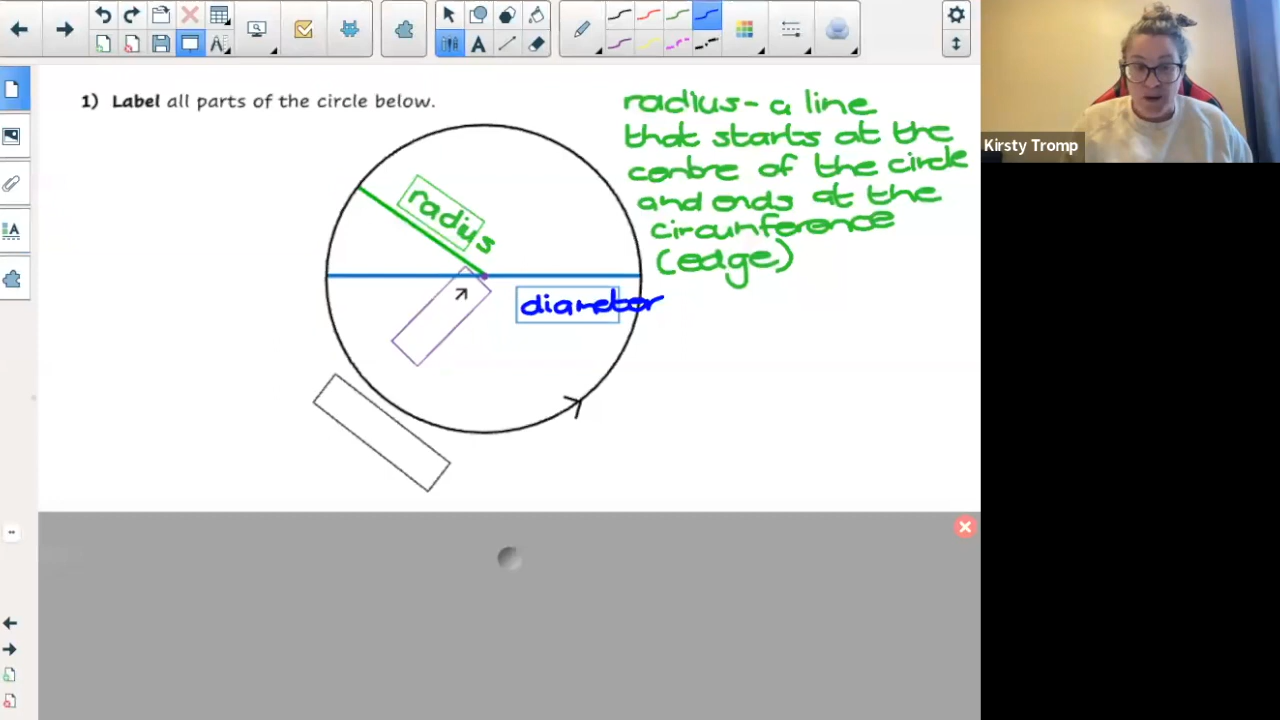 1) Label all parts of the circle below.
radius - a line
that starts at the
centre of the circle
and ends at the
circumference
(edge)
radius
diameter
Kirsty Tromp